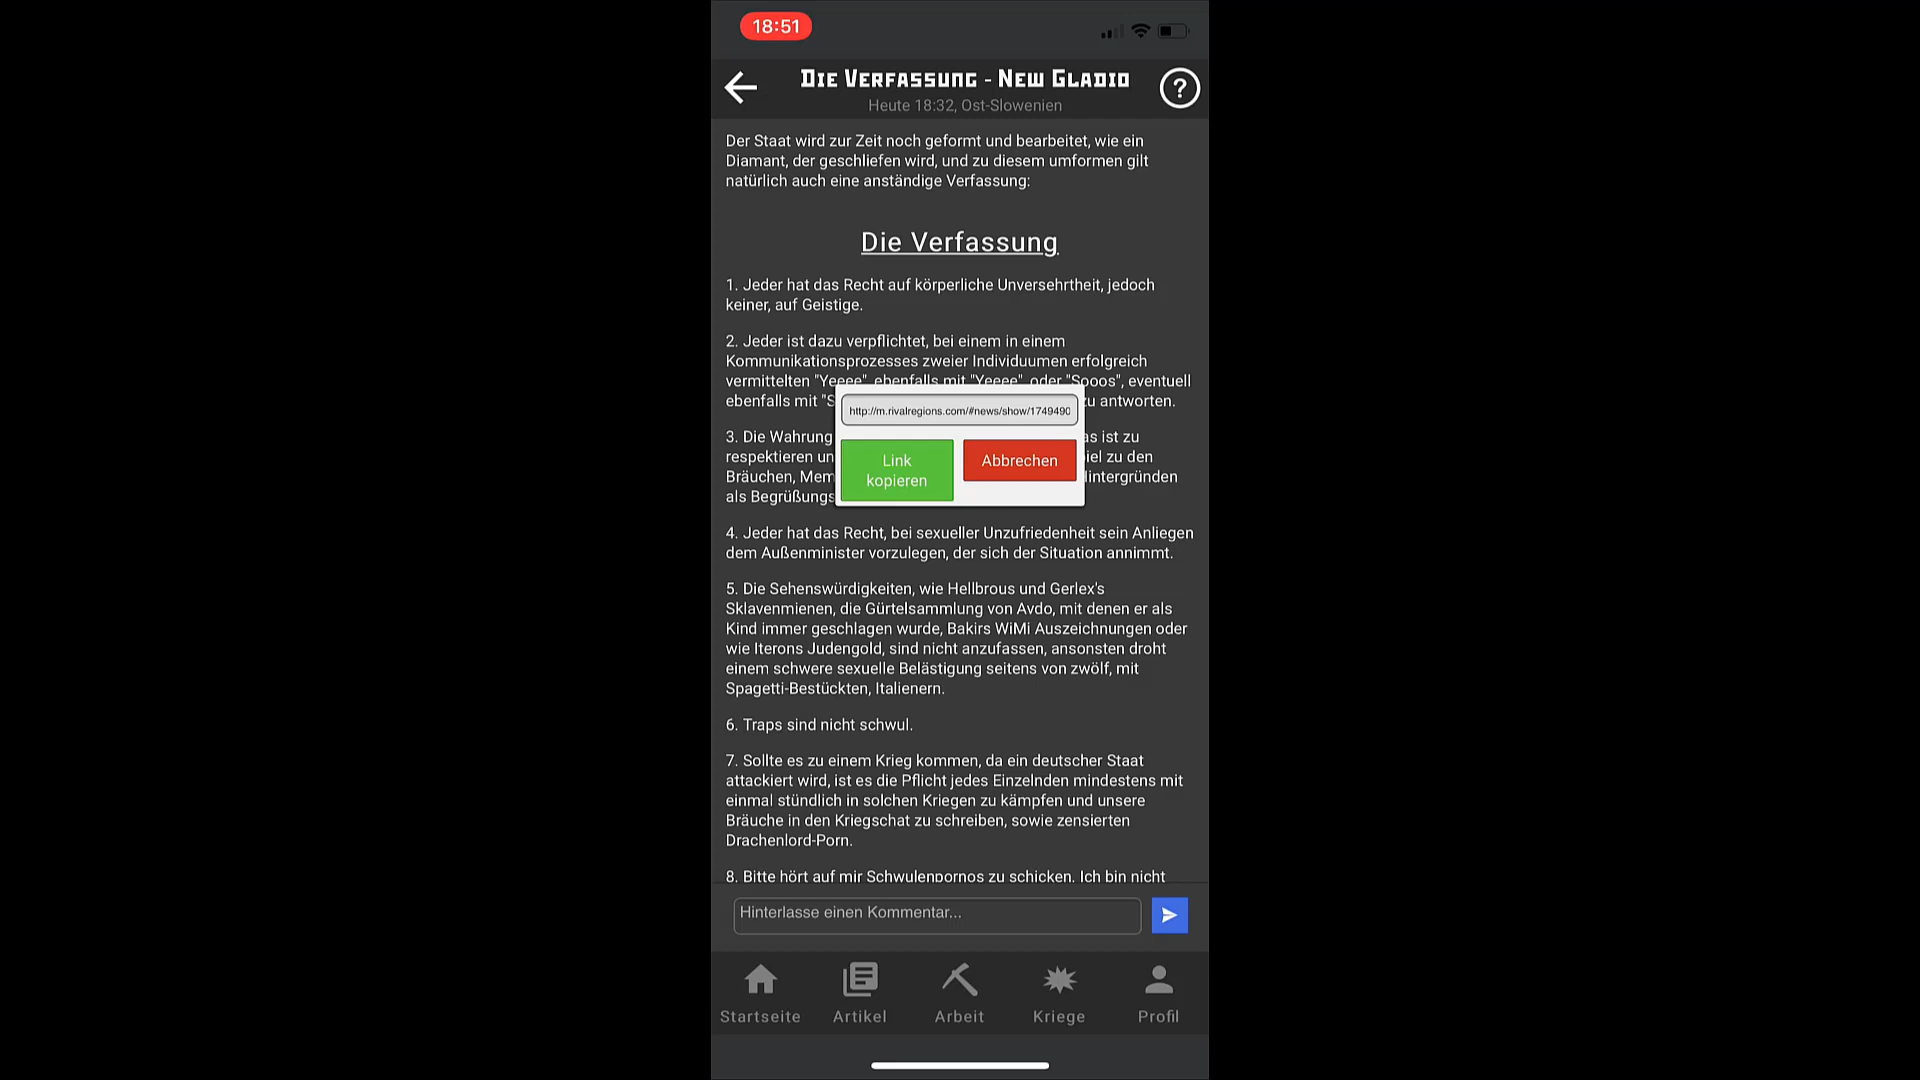 18:51
Die Verfassung - New Gladio
Heute 18:32, Ost-Slowenien
Der Staat wird zur Zeit noch geformt und bearbeitet, wie ein
Diamant, der geschliefen wird, und zu diesem umformen gilt
natürlich auch eine anständige Verfassung:
Die Verfassung
1. Jeder hat das Recht auf körperliche Unversehrtheit, jedoch
keiner, auf Geistige.
2. Jeder ist dazu verpflichtet, bei einem in einem
Kommunikationsprozesses zweier Individuumen erfolgreich
vermittelten "Yeeee", ebenfalls mit "Yeeee", oder "Sooos", eventuell
ebenfalls mit "S zu antworten.
http://m.rivalregions.com/#news/show/1749490
3. Die Wahrung as ist zu
respektieren un iel zu den
Bräuchen, Mem intergründen
als Begrüßungs
Link
kopieren
Abbrechen
4. Jeder hat das Recht, bei sexueller Unzufriedenheit sein Anliegen
dem Außenminister vorzulegen, der sich der Situation annimmt.
5. Die Sehenswürdigkeiten, wie Hellbrous und Gerlex's
Sklavenmienen, die Gürtelsammlung von Avdo, mit denen er als
Kind immer geschlagen wurde, Bakirs WiMi Auszeichnungen oder
wie Iterons Judengold, sind nicht anzufassen, ansonsten droht
einem schwere sexuelle Belästigung seitens von zwölf, mit
Spagetti-Bestückten, Italienern.
6. Traps sind nicht schwul.
7. Sollte es zu einem Krieg kommen, da ein deutscher Staat
attackiert wird, ist es die Pflicht jedes Einzelnden mindestens mit
einmal stündlich in solchen Kriegen zu kämpfen und unsere
Bräuche in den Kriegschat zu schreiben, sowie zensierten
Drachenlord-Porn.
8. Bitte hört auf mir Schwulenpornos zu schicken. Ich bin nicht
Hinterlasse einen Kommentar...
Startseite
Artikel
Arbeit
Kriege
Profil